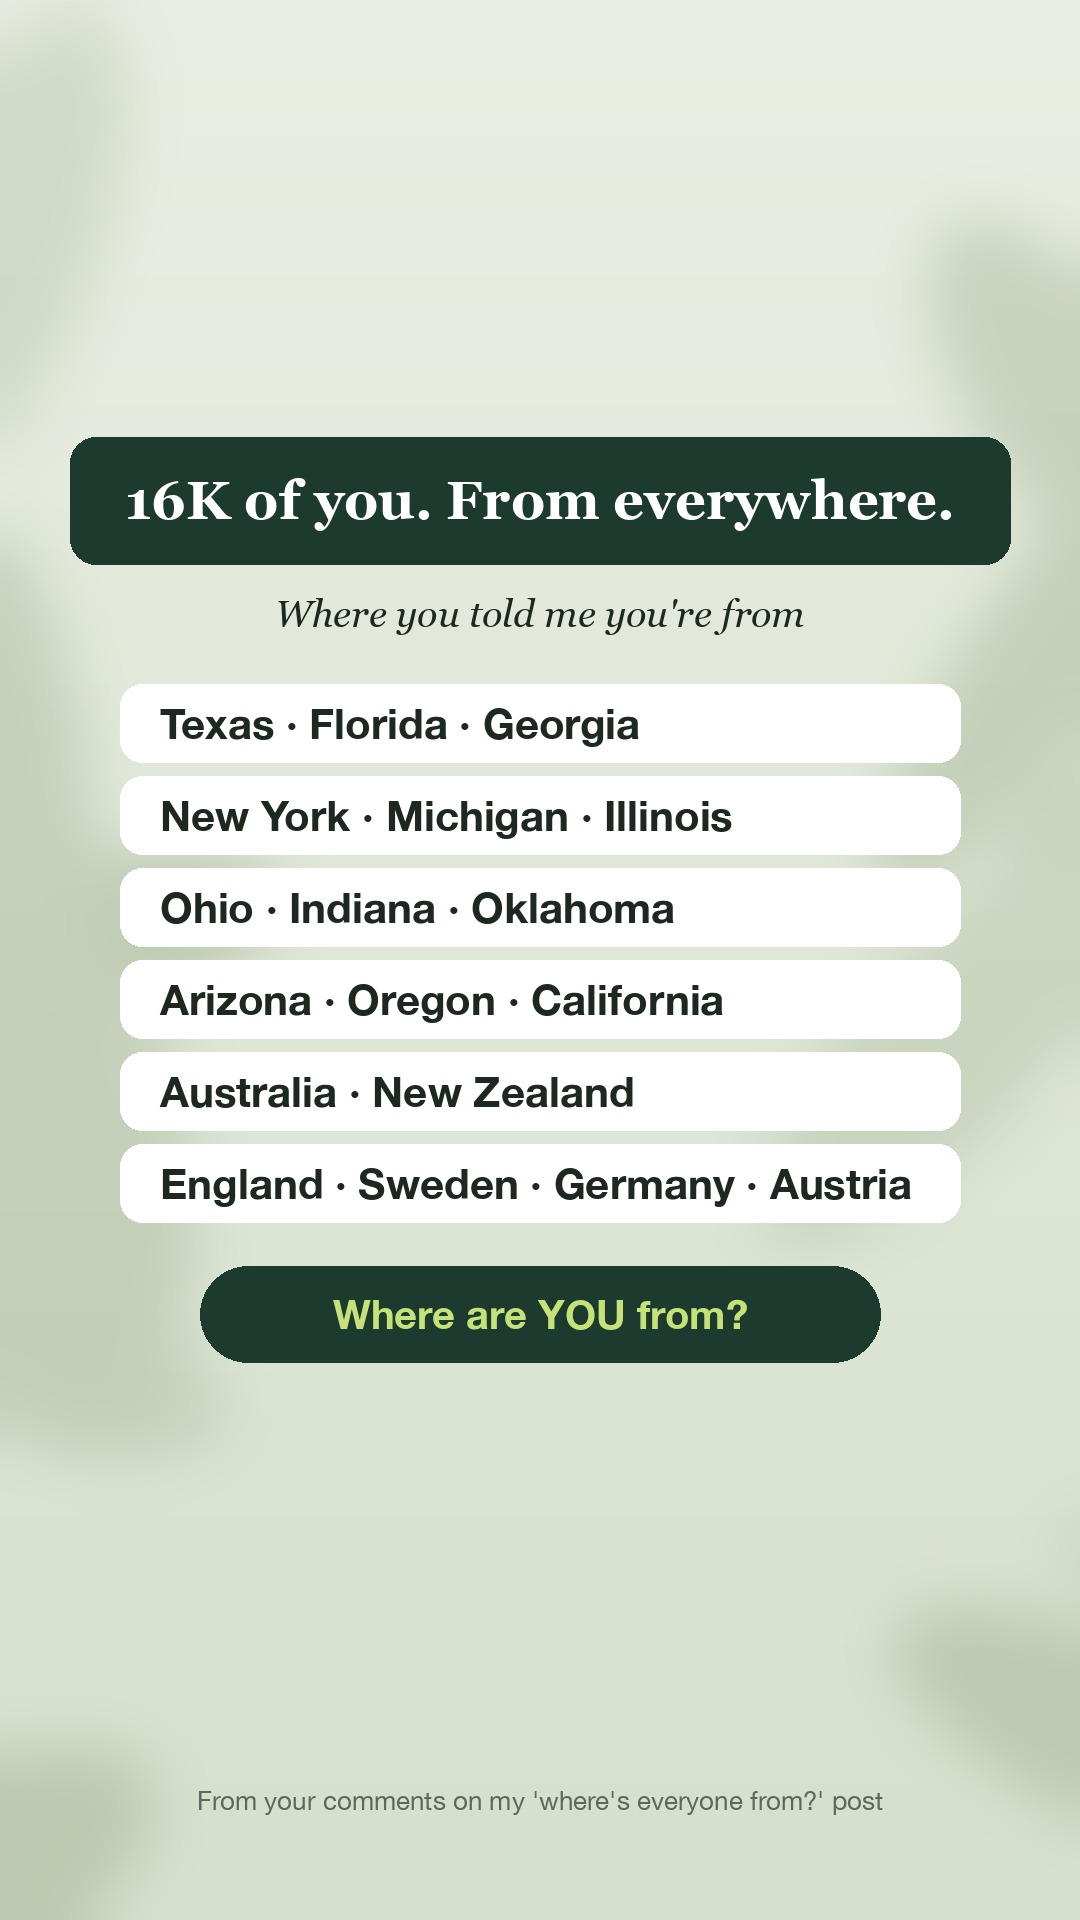 16K of you. From everywhere.
Where you told me you're from
Texas · Florida · Georgia
New York · Michigan · Illinois
Ohio · Indiana · Oklahoma
Arizona · Oregon · California
Australia · New Zealand
England · Sweden · Germany · Austria
Where are YOU from?
From your comments on my 'where's everyone from?' post